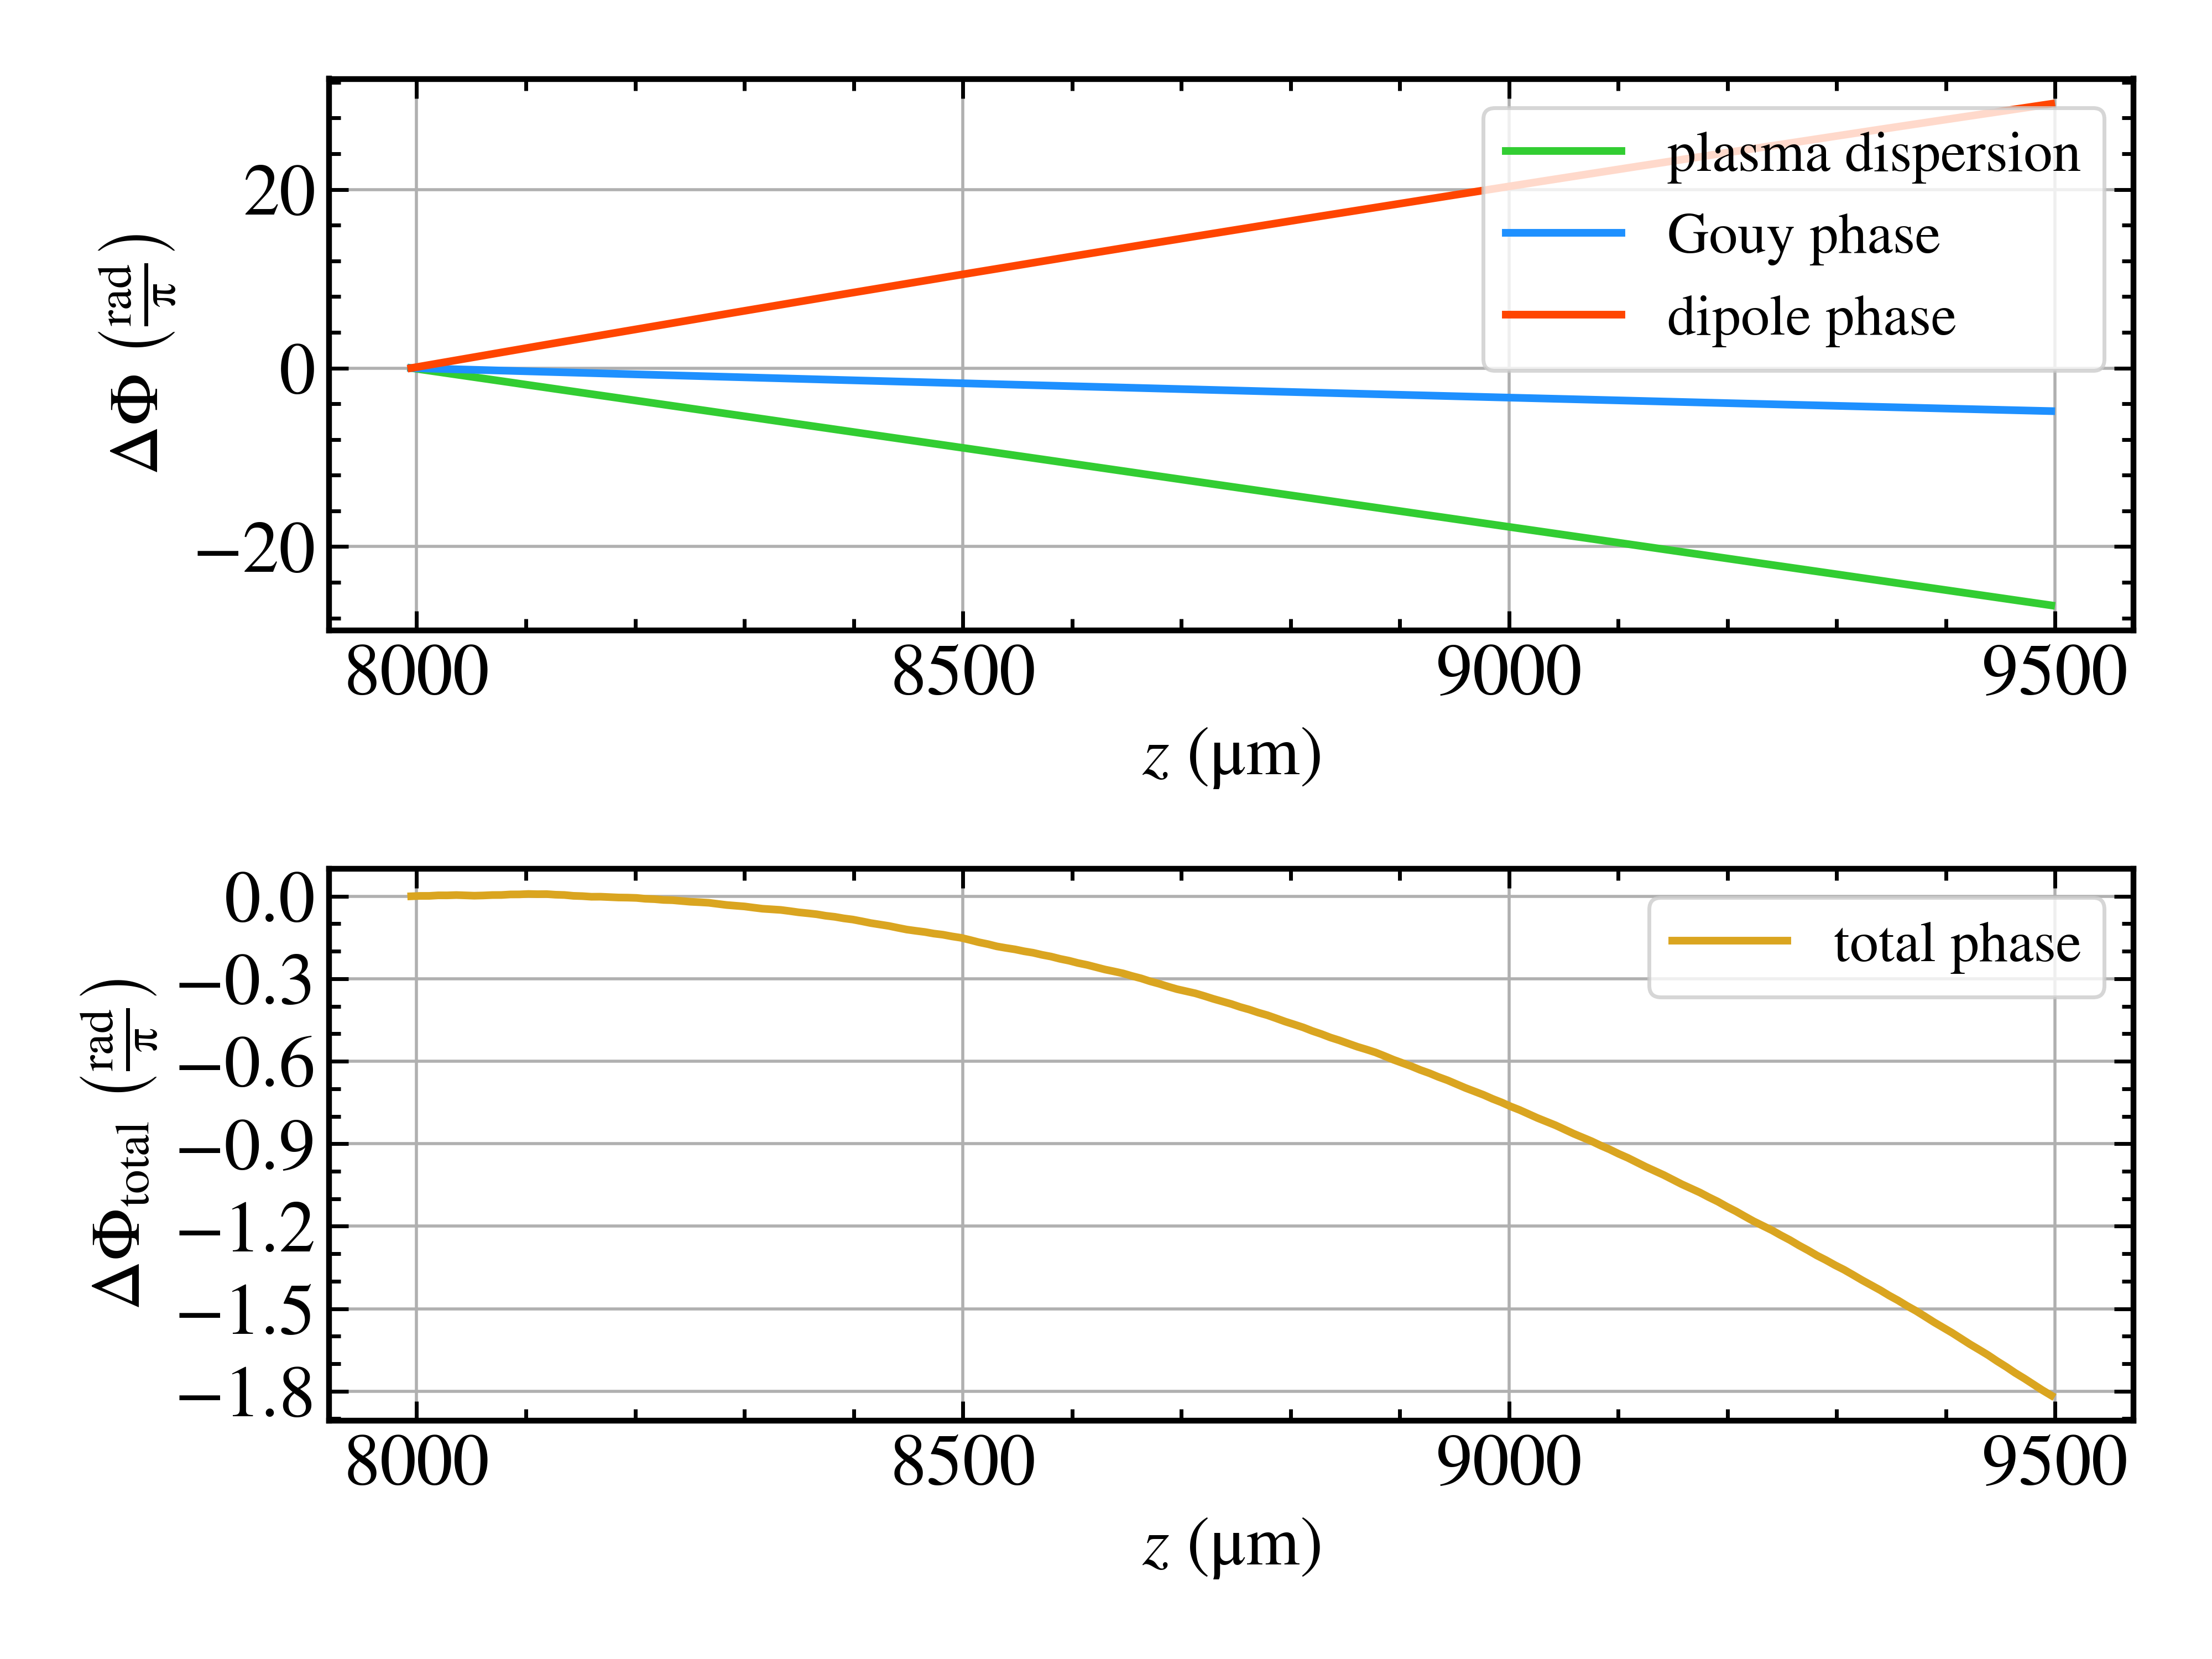 ΔΦ (rad/π)
20
0
−20
plasma dispersion
Gouy phase
dipole phase
8000 8500 9000 9500
z (μm)
ΔΦtotal (rad/π)
0.0
−0.3
−0.6
−0.9
−1.2
−1.5
−1.8
total phase
8000 8500 9000 9500
z (μm)